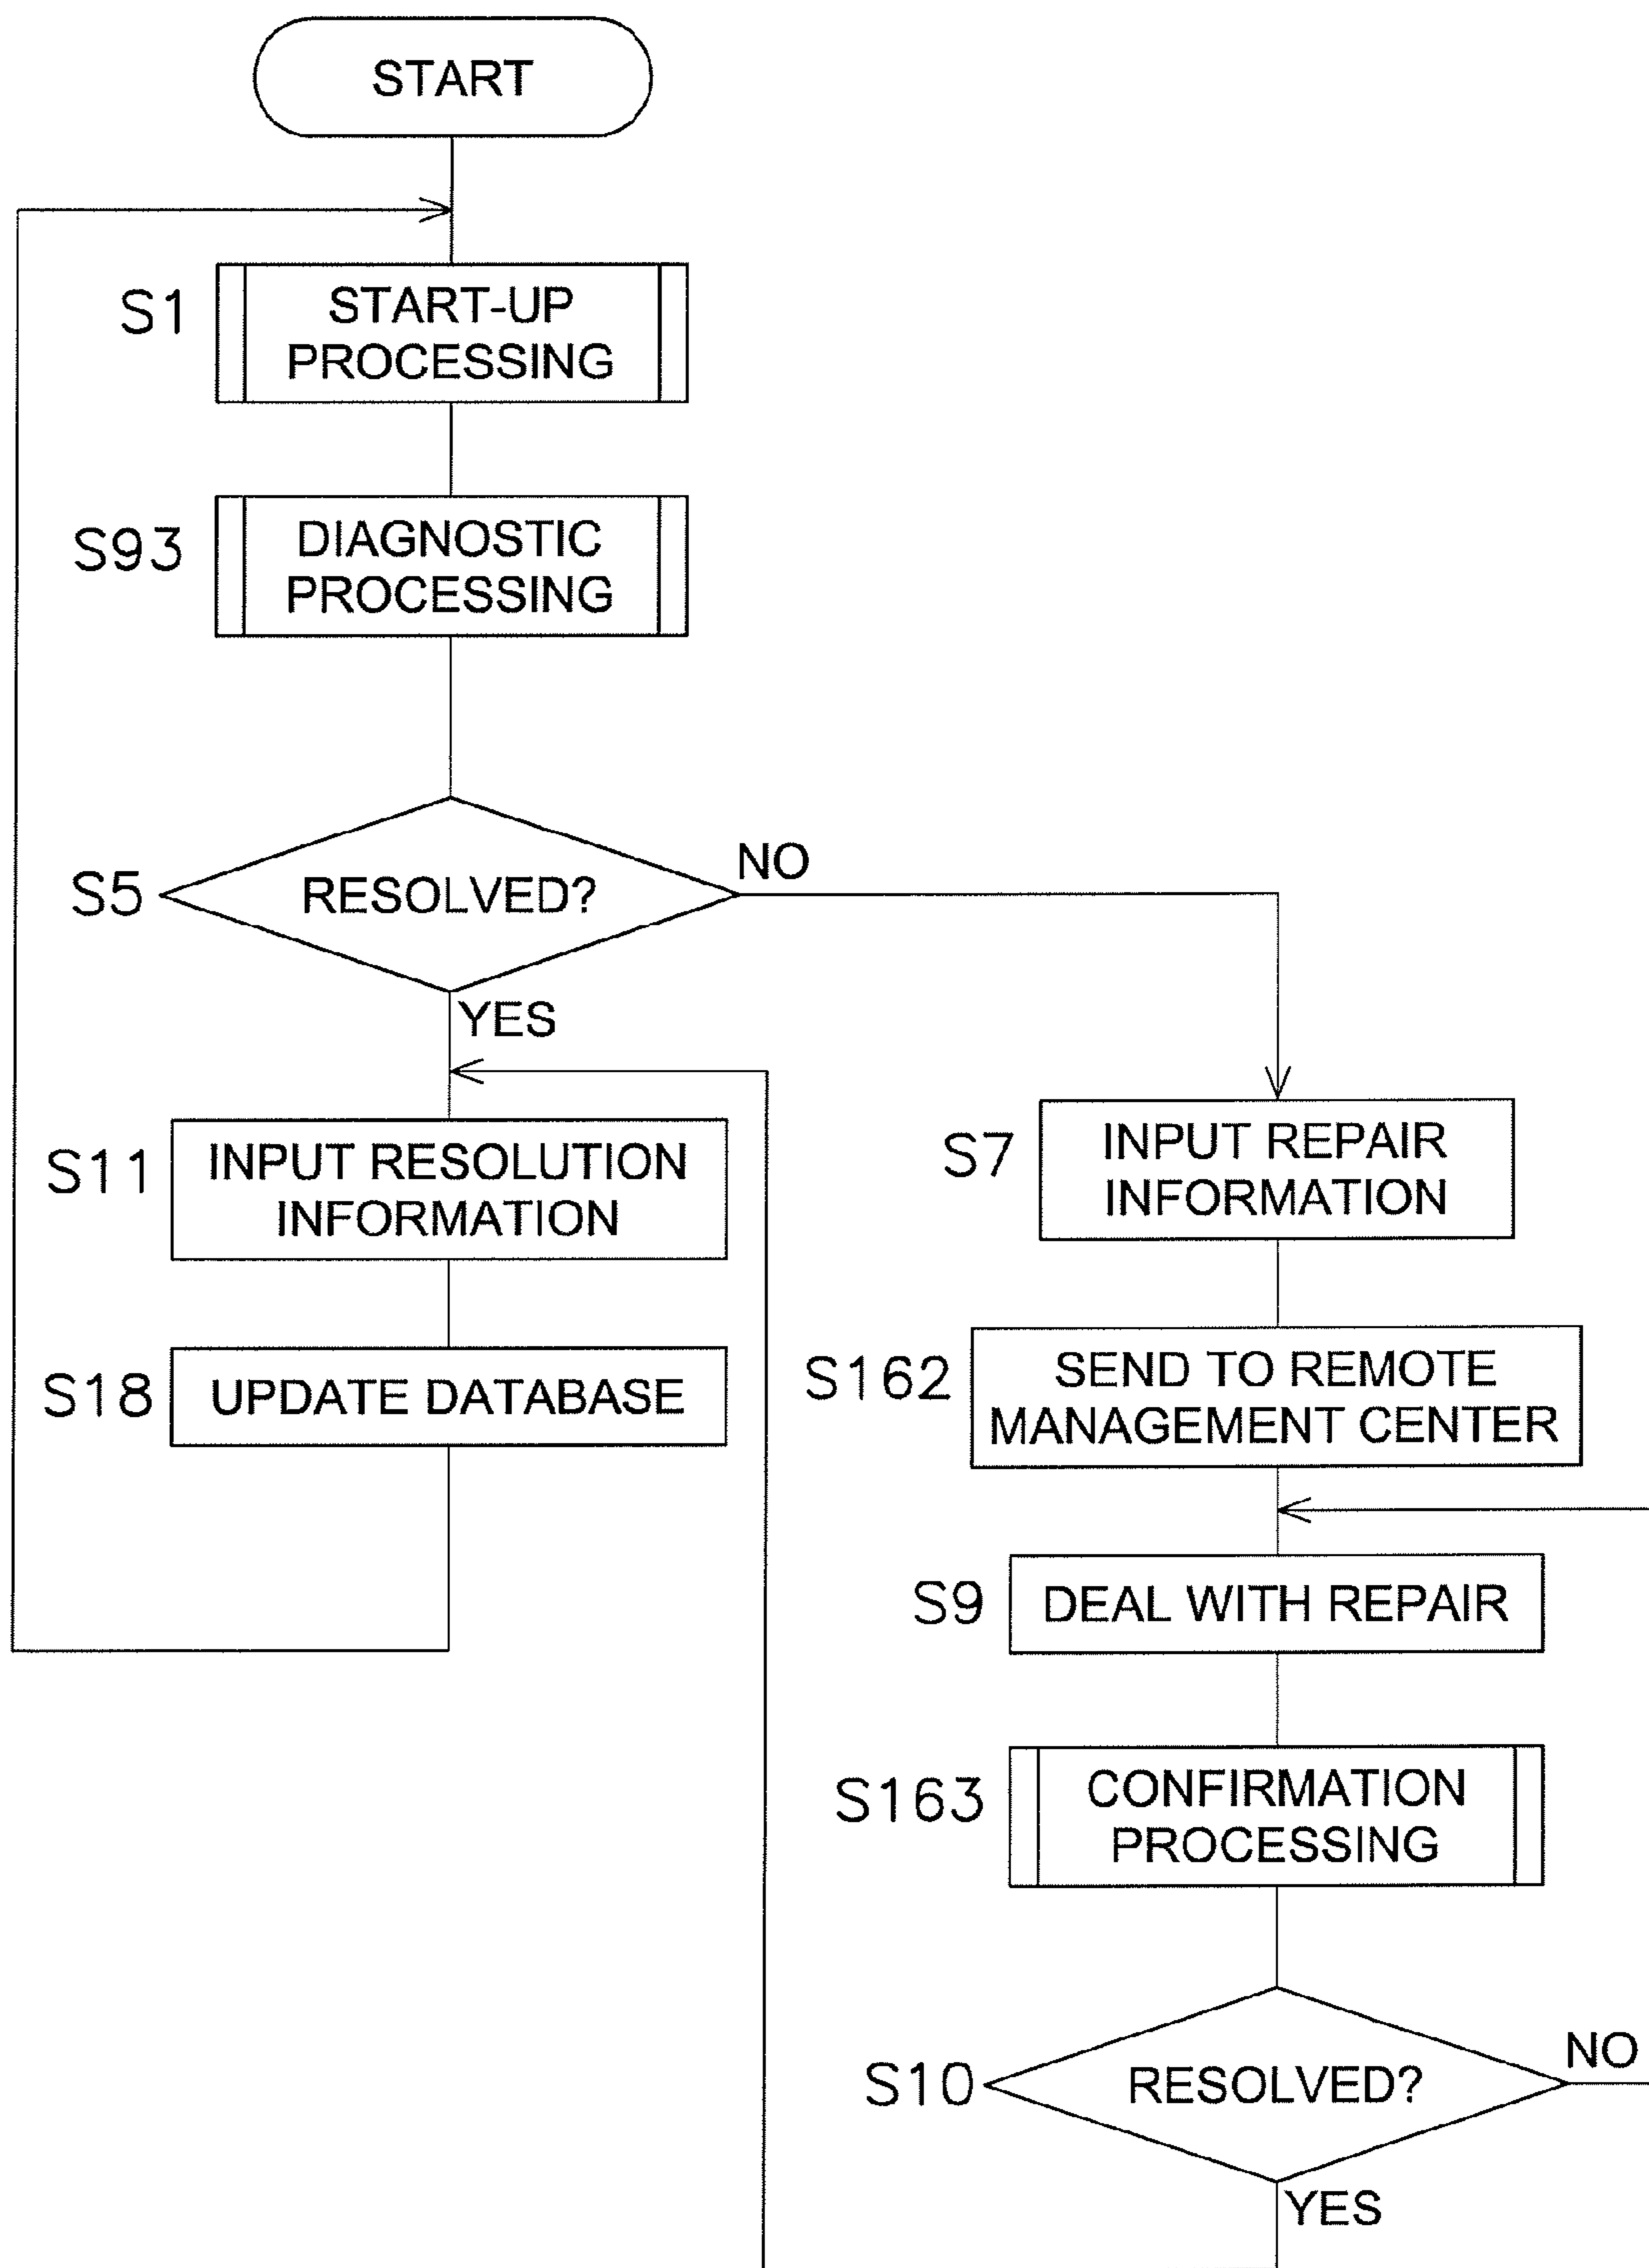 START
S1
START-UP
PROCESSING
S93
DIAGNOSTIC
PROCESSING
S5
RESOLVED?
NO
YES
S11
INPUT RESOLUTION
INFORMATION
S18
UPDATE DATABASE
S7
INPUT REPAIR
INFORMATION
S162
SEND TO REMOTE
MANAGEMENT CENTER
S9
DEAL WITH REPAIR
S163
CONFIRMATION
PROCESSING
S10
RESOLVED?
NO
YES